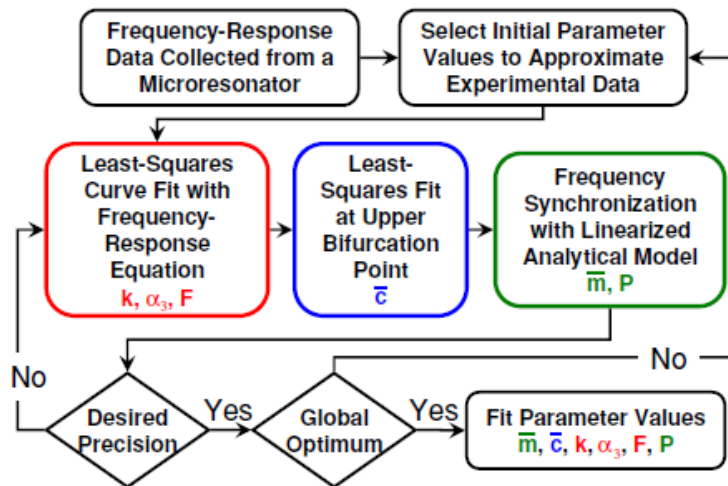 Frequency-Response
Data Collected from a
Microresonator
Select Initial Parameter
Values to Approximate
Experimental Data
Least-Squares
Curve Fit with
Frequency-
Response
Equation
k, α₃, F
Least-
Squares Fit
at Upper
Bifurcation
Point
c̅
Frequency
Synchronization
with Linearized
Analytical Model
m̅, P
No
Desired
Precision
Yes
Global
Optimum
Yes
No
Fit Parameter Values
m̅, c̅, k, α₃, F, P